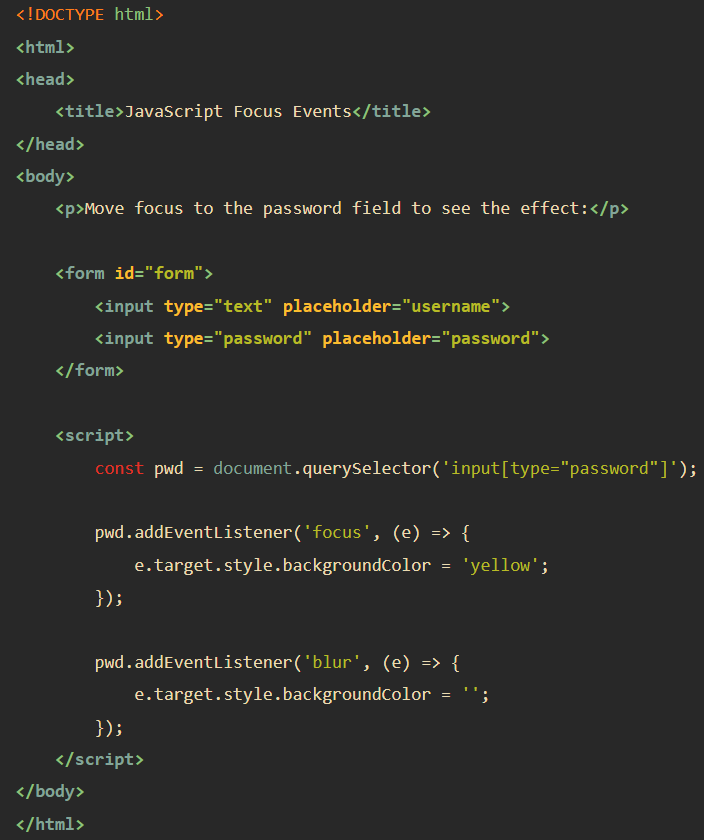 <!DOCTYPE html>
<html>
<head>
    <title>JavaScript Focus Events</title>
</head>
<body>
    <p>Move focus to the password field to see the effect:</p>

    <form id="form">
        <input type="text" placeholder="username">
        <input type="password" placeholder="password">
    </form>

    <script>
        const pwd = document.querySelector('input[type="password"]');

        pwd.addEventListener('focus', (e) => {
            e.target.style.backgroundColor = 'yellow';
        });

        pwd.addEventListener('blur', (e) => {
            e.target.style.backgroundColor = '';
        });
    </script>
</body>
</html>